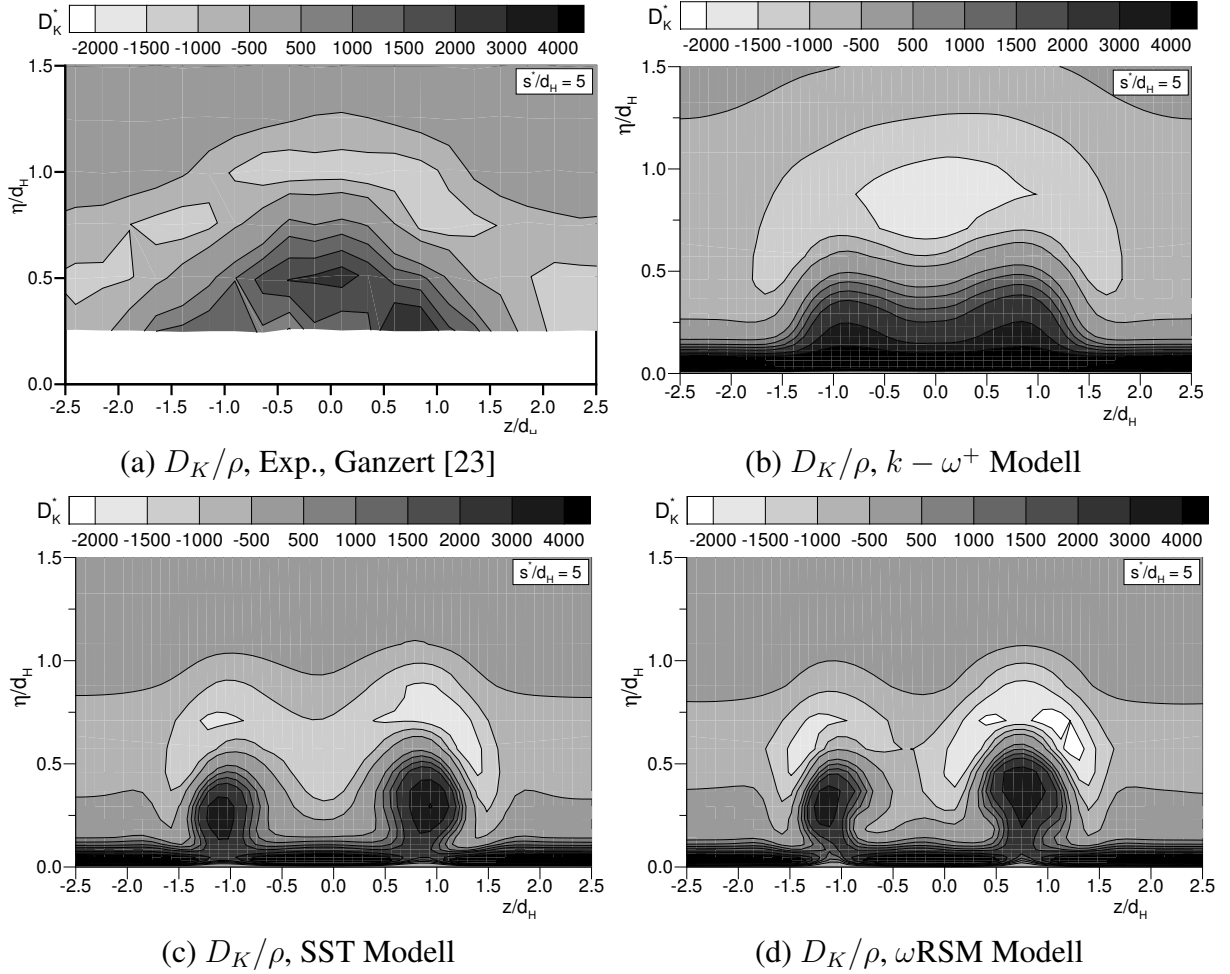 D*K
-2000 -1500 -1000 -500 500 1000 1500 2000 3000 4000
s*/dH = 5
η/dH
1.5
1.0
0.5
0.0
-2.5 -2.0 -1.5 -1.0 -0.5 0.0 0.5 1.0 1.5 2.0 2.5
z/dH
(a) DK/ρ, Exp., Ganzert [23]
D*K
-2000 -1500 -1000 -500 500 1000 1500 2000 3000 4000
s*/dH = 5
η/dH
1.5
1.0
0.5
0.0
-2.5 -2.0 -1.5 -1.0 -0.5 0.0 0.5 1.0 1.5 2.0 2.5
z/dH
(b) DK/ρ, k − ω+ Modell
D*K
-2000 -1500 -1000 -500 500 1000 1500 2000 3000 4000
s*/dH = 5
η/dH
1.5
1.0
0.5
0.0
-2.5 -2.0 -1.5 -1.0 -0.5 0.0 0.5 1.0 1.5 2.0 2.5
z/dH
(c) DK/ρ, SST Modell
D*K
-2000 -1500 -1000 -500 500 1000 1500 2000 3000 4000
s*/dH = 5
η/dH
1.5
1.0
0.5
0.0
-2.5 -2.0 -1.5 -1.0 -0.5 0.0 0.5 1.0 1.5 2.0 2.5
z/dH
(d) DK/ρ, ωRSM Modell